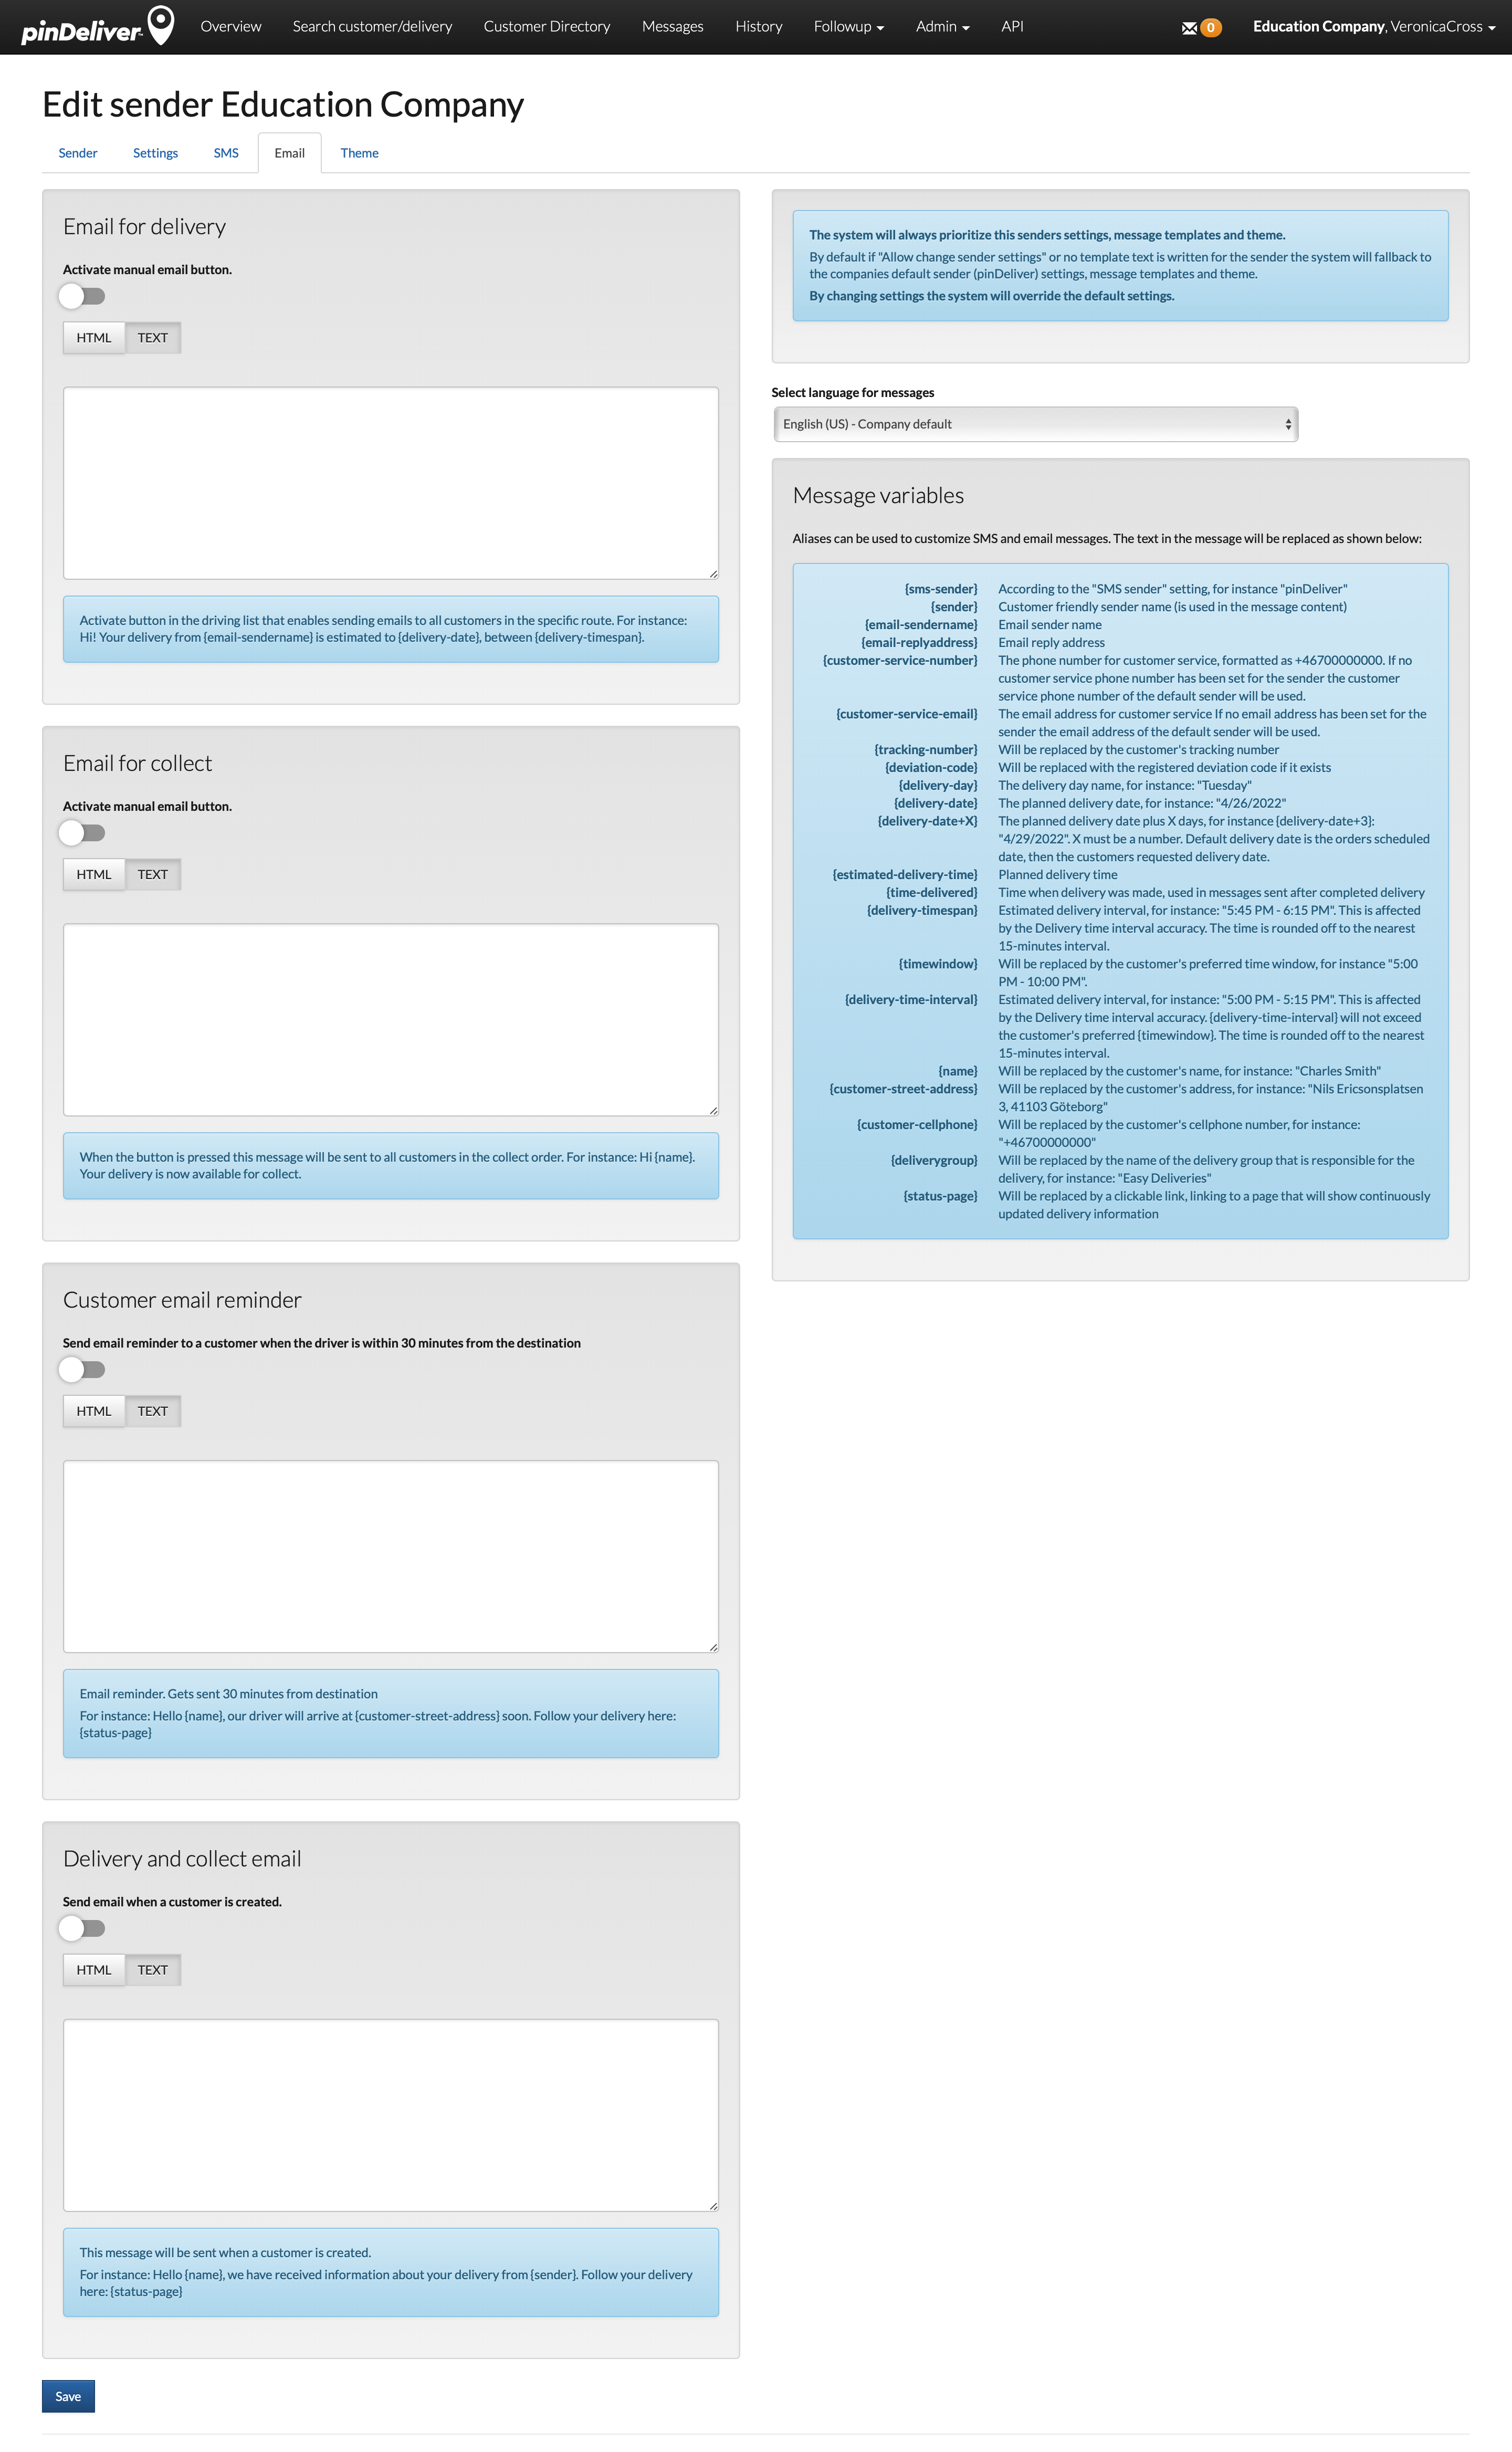 pinDeliver
Overview
Search customer/delivery
Customer Directory
Messages
History
Followup
Admin
API
0
Education Company, VeronicaCross
Edit sender Education Company
Sender
Settings
SMS
Email
Theme
Email for delivery
Activate manual email button.
HTML
TEXT
Activate button in the driving list that enables sending emails to all customers in the specific route. For instance:
Hi! Your delivery from {email-sendername} is estimated to {delivery-date}, between {delivery-timespan}.
Email for collect
Activate manual email button.
HTML
TEXT
When the button is pressed this message will be sent to all customers in the collect order. For instance: Hi {name}.
Your delivery is now available for collect.
Customer email reminder
Send email reminder to a customer when the driver is within 30 minutes from the destination
HTML
TEXT
Email reminder. Gets sent 30 minutes from destination
For instance: Hello {name}, our driver will arrive at {customer-street-address} soon. Follow your delivery here:
{status-page}
Delivery and collect email
Send email when a customer is created.
HTML
TEXT
This message will be sent when a customer is created.
For instance: Hello {name}, we have received information about your delivery from {sender}. Follow your delivery
here: {status-page}
Save
The system will always prioritize this senders settings, message templates and theme.
By default if "Allow change sender settings" or no template text is written for the sender the system will fallback to
the companies default sender (pinDeliver) settings, message templates and theme.
By changing settings the system will override the default settings.
Select language for messages
English (US) - Company default
Message variables
Aliases can be used to customize SMS and email messages. The text in the message will be replaced as shown below:
{sms-sender} According to the "SMS sender" setting, for instance "pinDeliver"
{sender} Customer friendly sender name (is used in the message content)
{email-sendername} Email sender name
{email-replyaddress} Email reply address
{customer-service-number} The phone number for customer service, formatted as +46700000000. If no
customer service phone number has been set for the sender the customer
service phone number of the default sender will be used.
{customer-service-email} The email address for customer service If no email address has been set for the
sender the email address of the default sender will be used.
{tracking-number} Will be replaced by the customer's tracking number
{deviation-code} Will be replaced with the registered deviation code if it exists
{delivery-day} The delivery day name, for instance: "Tuesday"
{delivery-date} The planned delivery date, for instance: "4/26/2022"
{delivery-date+X} The planned delivery date plus X days, for instance {delivery-date+3}:
"4/29/2022". X must be a number. Default delivery date is the orders scheduled
date, then the customers requested delivery date.
{estimated-delivery-time} Planned delivery time
{time-delivered} Time when delivery was made, used in messages sent after completed delivery
{delivery-timespan} Estimated delivery interval, for instance: "5:45 PM - 6:15 PM". This is affected
by the Delivery time interval accuracy. The time is rounded off to the nearest
15-minutes interval.
{timewindow} Will be replaced by the customer's preferred time window, for instance "5:00
PM - 10:00 PM".
{delivery-time-interval} Estimated delivery interval, for instance: "5:00 PM - 5:15 PM". This is affected
by the Delivery time interval accuracy. {delivery-time-interval} will not exceed
the customer's preferred {timewindow}. The time is rounded off to the nearest
15-minutes interval.
{name} Will be replaced by the customer's name, for instance: "Charles Smith"
{customer-street-address} Will be replaced by the customer's address, for instance: "Nils Ericsonsplatsen
3, 41103 Göteborg"
{customer-cellphone} Will be replaced by the customer's cellphone number, for instance:
"+46700000000"
{deliverygroup} Will be replaced by the name of the delivery group that is responsible for the
delivery, for instance: "Easy Deliveries"
{status-page} Will be replaced by a clickable link, linking to a page that will show continuously
updated delivery information